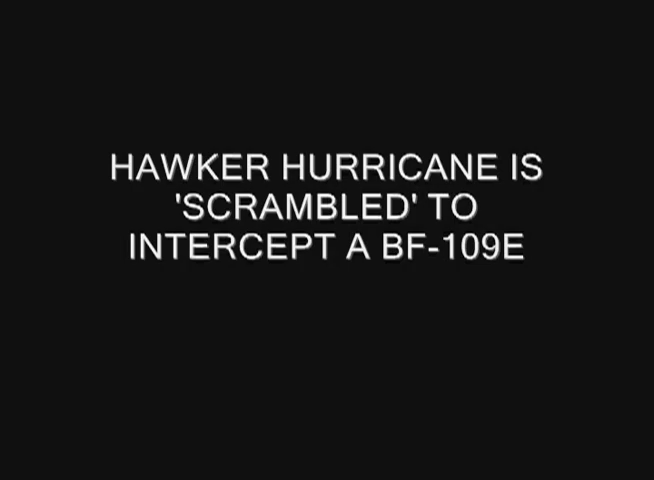 HAWKER HURRICANE IS
'SCRAMBLED' TO
INTERCEPT A BF-109E